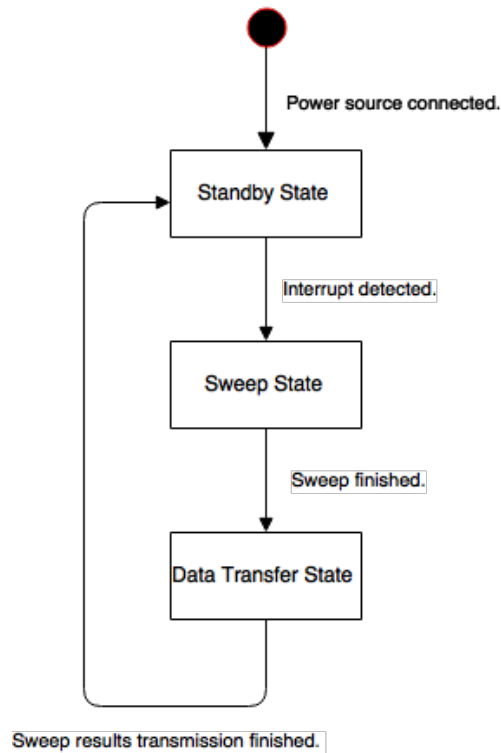 Power source connected.
Standby State
Interrupt detected.
Sweep State
Sweep finished.
Data Transfer State
Sweep results transmission finished.